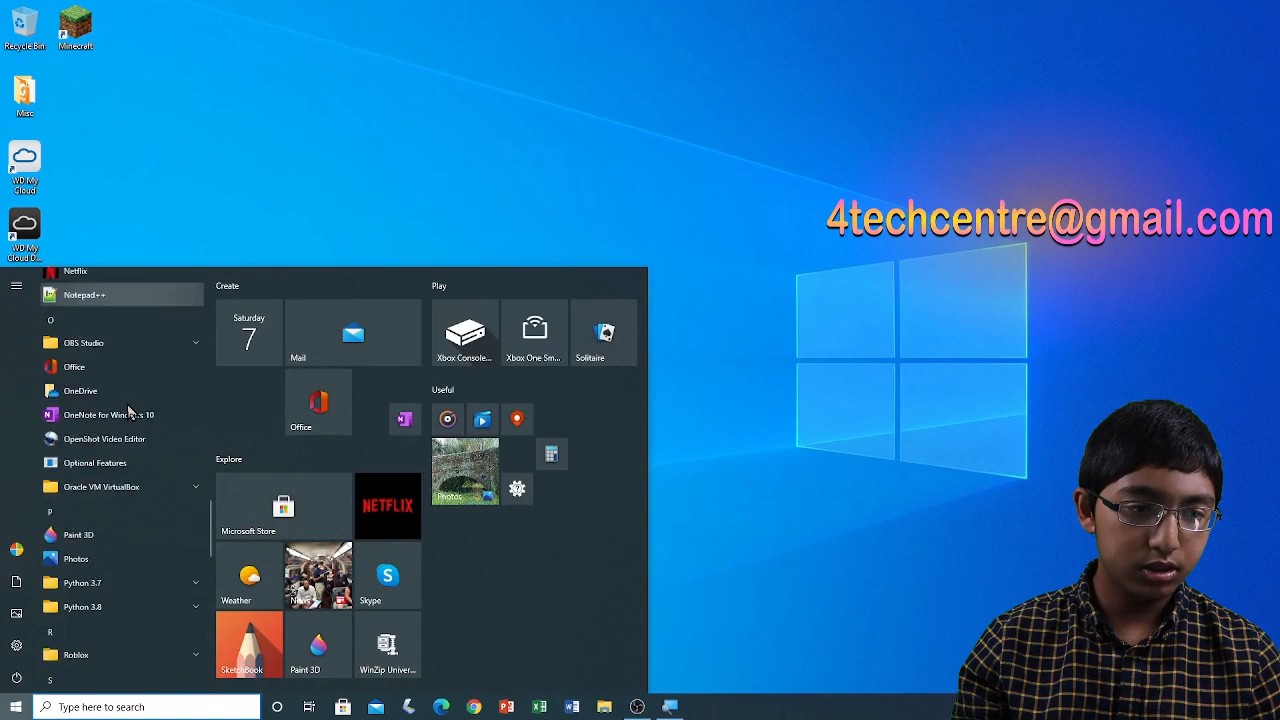 Recycle Bin
Minecraft
Misc
WD My
Cloud
WD My
Cloud D...
4techcentre@gmail.com
Netflix
Notepad++
O
OBS Studio
Office
OneDrive
OneNote for Windows 10
OpenShot Video Editor
Optional Features
Oracle VM VirtualBox
P
Paint 3D
Photos
Python 3.7
Python 3.8
R
Roblox
S
Create
Saturday
7
Mail
Office
Explore
Microsoft Store
NETFLIX
Weather
Skype
SketchBook
Paint 3D
WinZip Univer...
Play
Xbox Console...
Xbox One Sm...
Solitaire
Useful
Photos
Type here to search